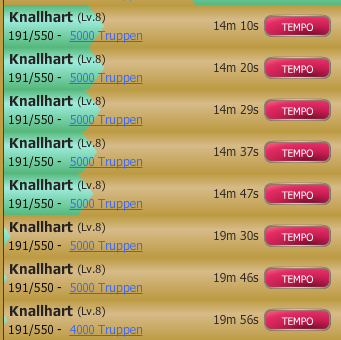 Knallhart (Lv.8) 14m 10s TEMPO
191/550 - 5000 Truppen
Knallhart (Lv.8) 14m 20s TEMPO
191/550 - 5000 Truppen
Knallhart (Lv.8) 14m 29s TEMPO
191/550 - 5000 Truppen
Knallhart (Lv.8) 14m 37s TEMPO
191/550 - 5000 Truppen
Knallhart (Lv.8) 14m 47s TEMPO
191/550 - 5000 Truppen
Knallhart (Lv.8) 19m 30s TEMPO
191/550 - 5000 Truppen
Knallhart (Lv.8) 19m 46s TEMPO
191/550 - 5000 Truppen
Knallhart (Lv.8) 19m 56s TEMPO
191/550 - 4000 Truppen